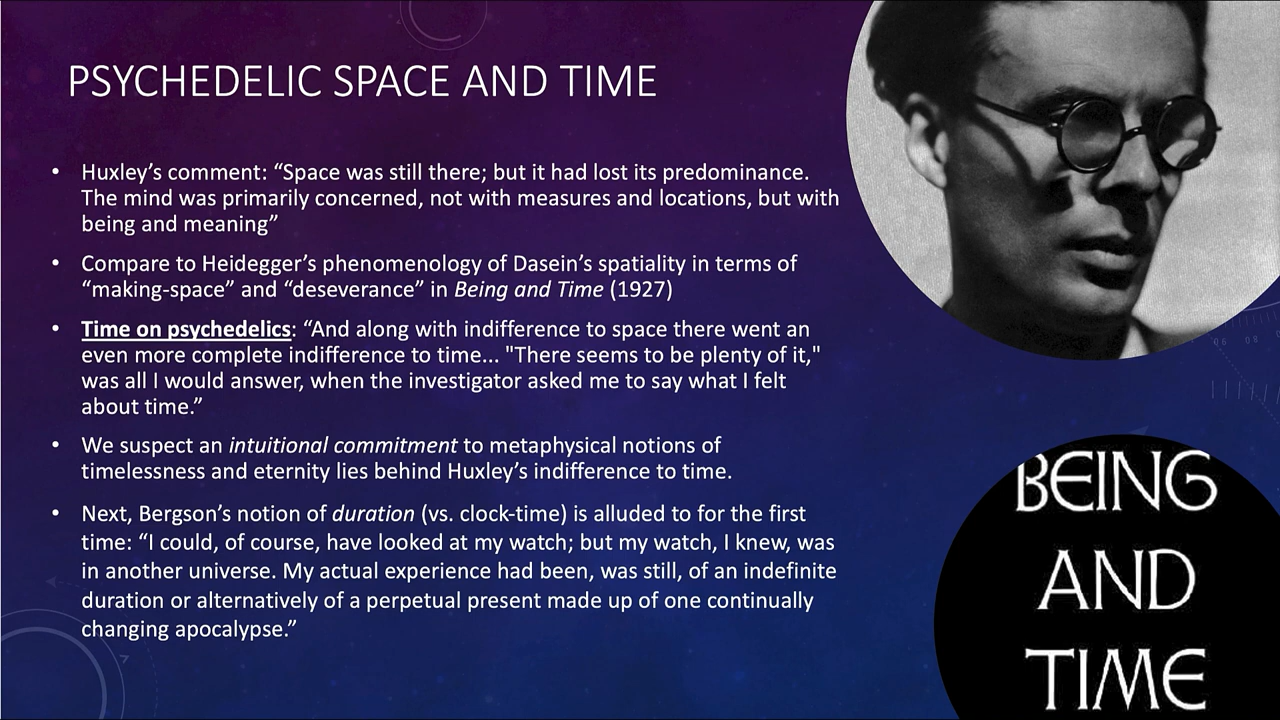 PSYCHEDELIC SPACE AND TIME
• Huxley’s comment: “Space was still there; but it had lost its predominance.
The mind was primarily concerned, not with measures and locations, but with
being and meaning”
• Compare to Heidegger’s phenomenology of Dasein’s spatiality in terms of
“making-space” and “deseverance” in Being and Time (1927)
• Time on psychedelics: “And along with indifference to space there went an
even more complete indifference to time... "There seems to be plenty of it,"
was all I would answer, when the investigator asked me to say what I felt
about time.”
• We suspect an intuitional commitment to metaphysical notions of
timelessness and eternity lies behind Huxley’s indifference to time.
• Next, Bergson’s notion of duration (vs. clock-time) is alluded to for the first
time: “I could, of course, have looked at my watch; but my watch, I knew, was
in another universe. My actual experience had been, was still, of an indefinite
duration or alternatively of a perpetual present made up of one continually
changing apocalypse.”
BEING
AND
TIME